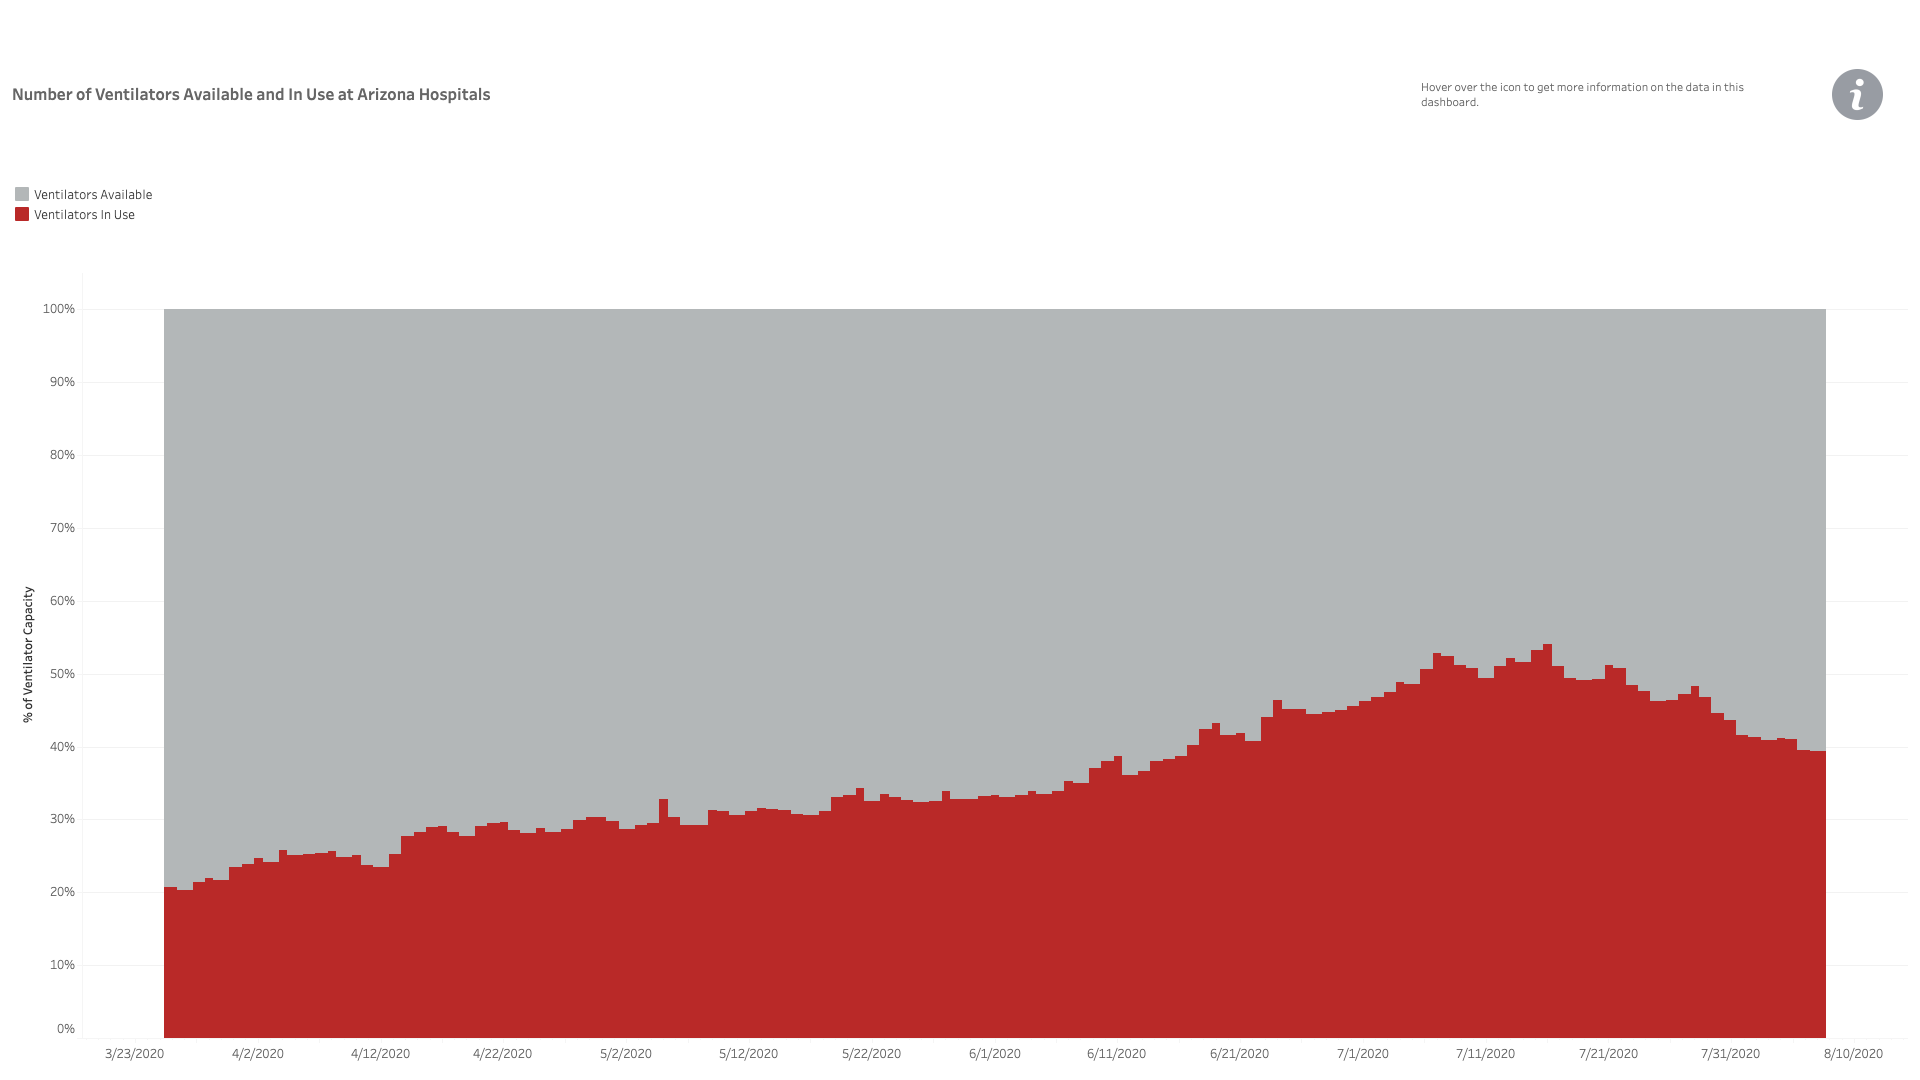 Number of Ventilators Available and In Use at Arizona Hospitals
Hover over the icon to get more information on the data in this
dashboard.
i
Ventilators Available
Ventilators In Use
% of Ventilator Capacity
100%
90%
80%
70%
60%
50%
40%
30%
20%
10%
0%
3/23/2020 4/2/2020 4/12/2020 4/22/2020 5/2/2020 5/12/2020 5/22/2020 6/1/2020 6/11/2020 6/21/2020 7/1/2020 7/11/2020 7/21/2020 7/31/2020 8/10/2020